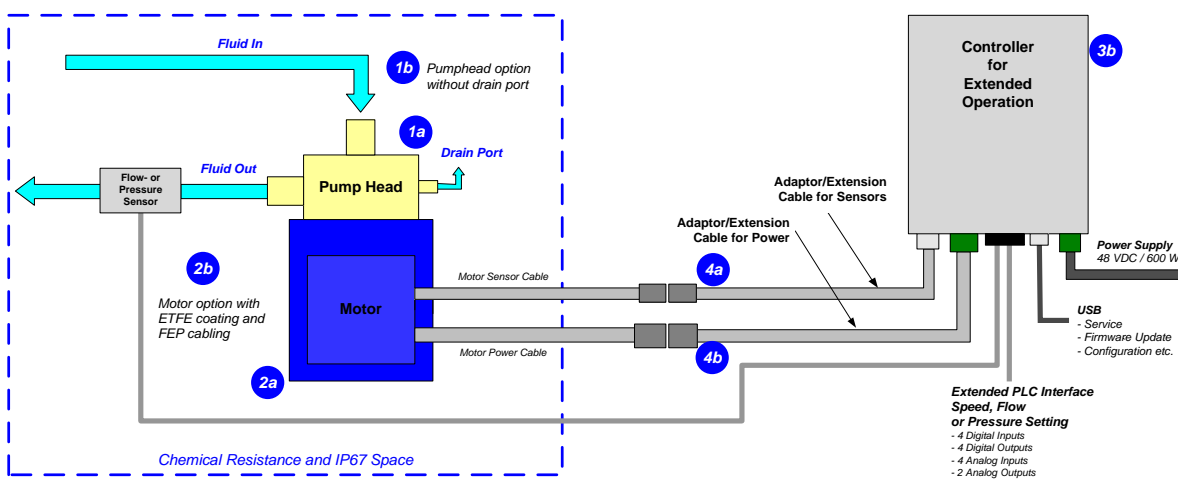 Fluid In
1b
Pumphead option
without drain port
1a
Drain Port
Fluid Out
Flow- or
Pressure
Sensor
Pump Head
2b
Motor option with
ETFE coating and
FEP cabling
Motor
2a
Motor Sensor Cable
Motor Power Cable
Chemical Resistance and IP67 Space
Adaptor/Extension
Cable for Sensors
Adaptor/Extension
Cable for Power
4a
4b
Controller
for
Extended
Operation
3b
Power Supply
48 VDC / 600 W
USB
- Service
- Firmware Update
- Configuration etc.
Extended PLC Interface
Speed, Flow
or Pressure Setting
- 4 Digital Inputs
- 4 Digital Outputs
- 4 Analog Inputs
- 2 Analog Outputs